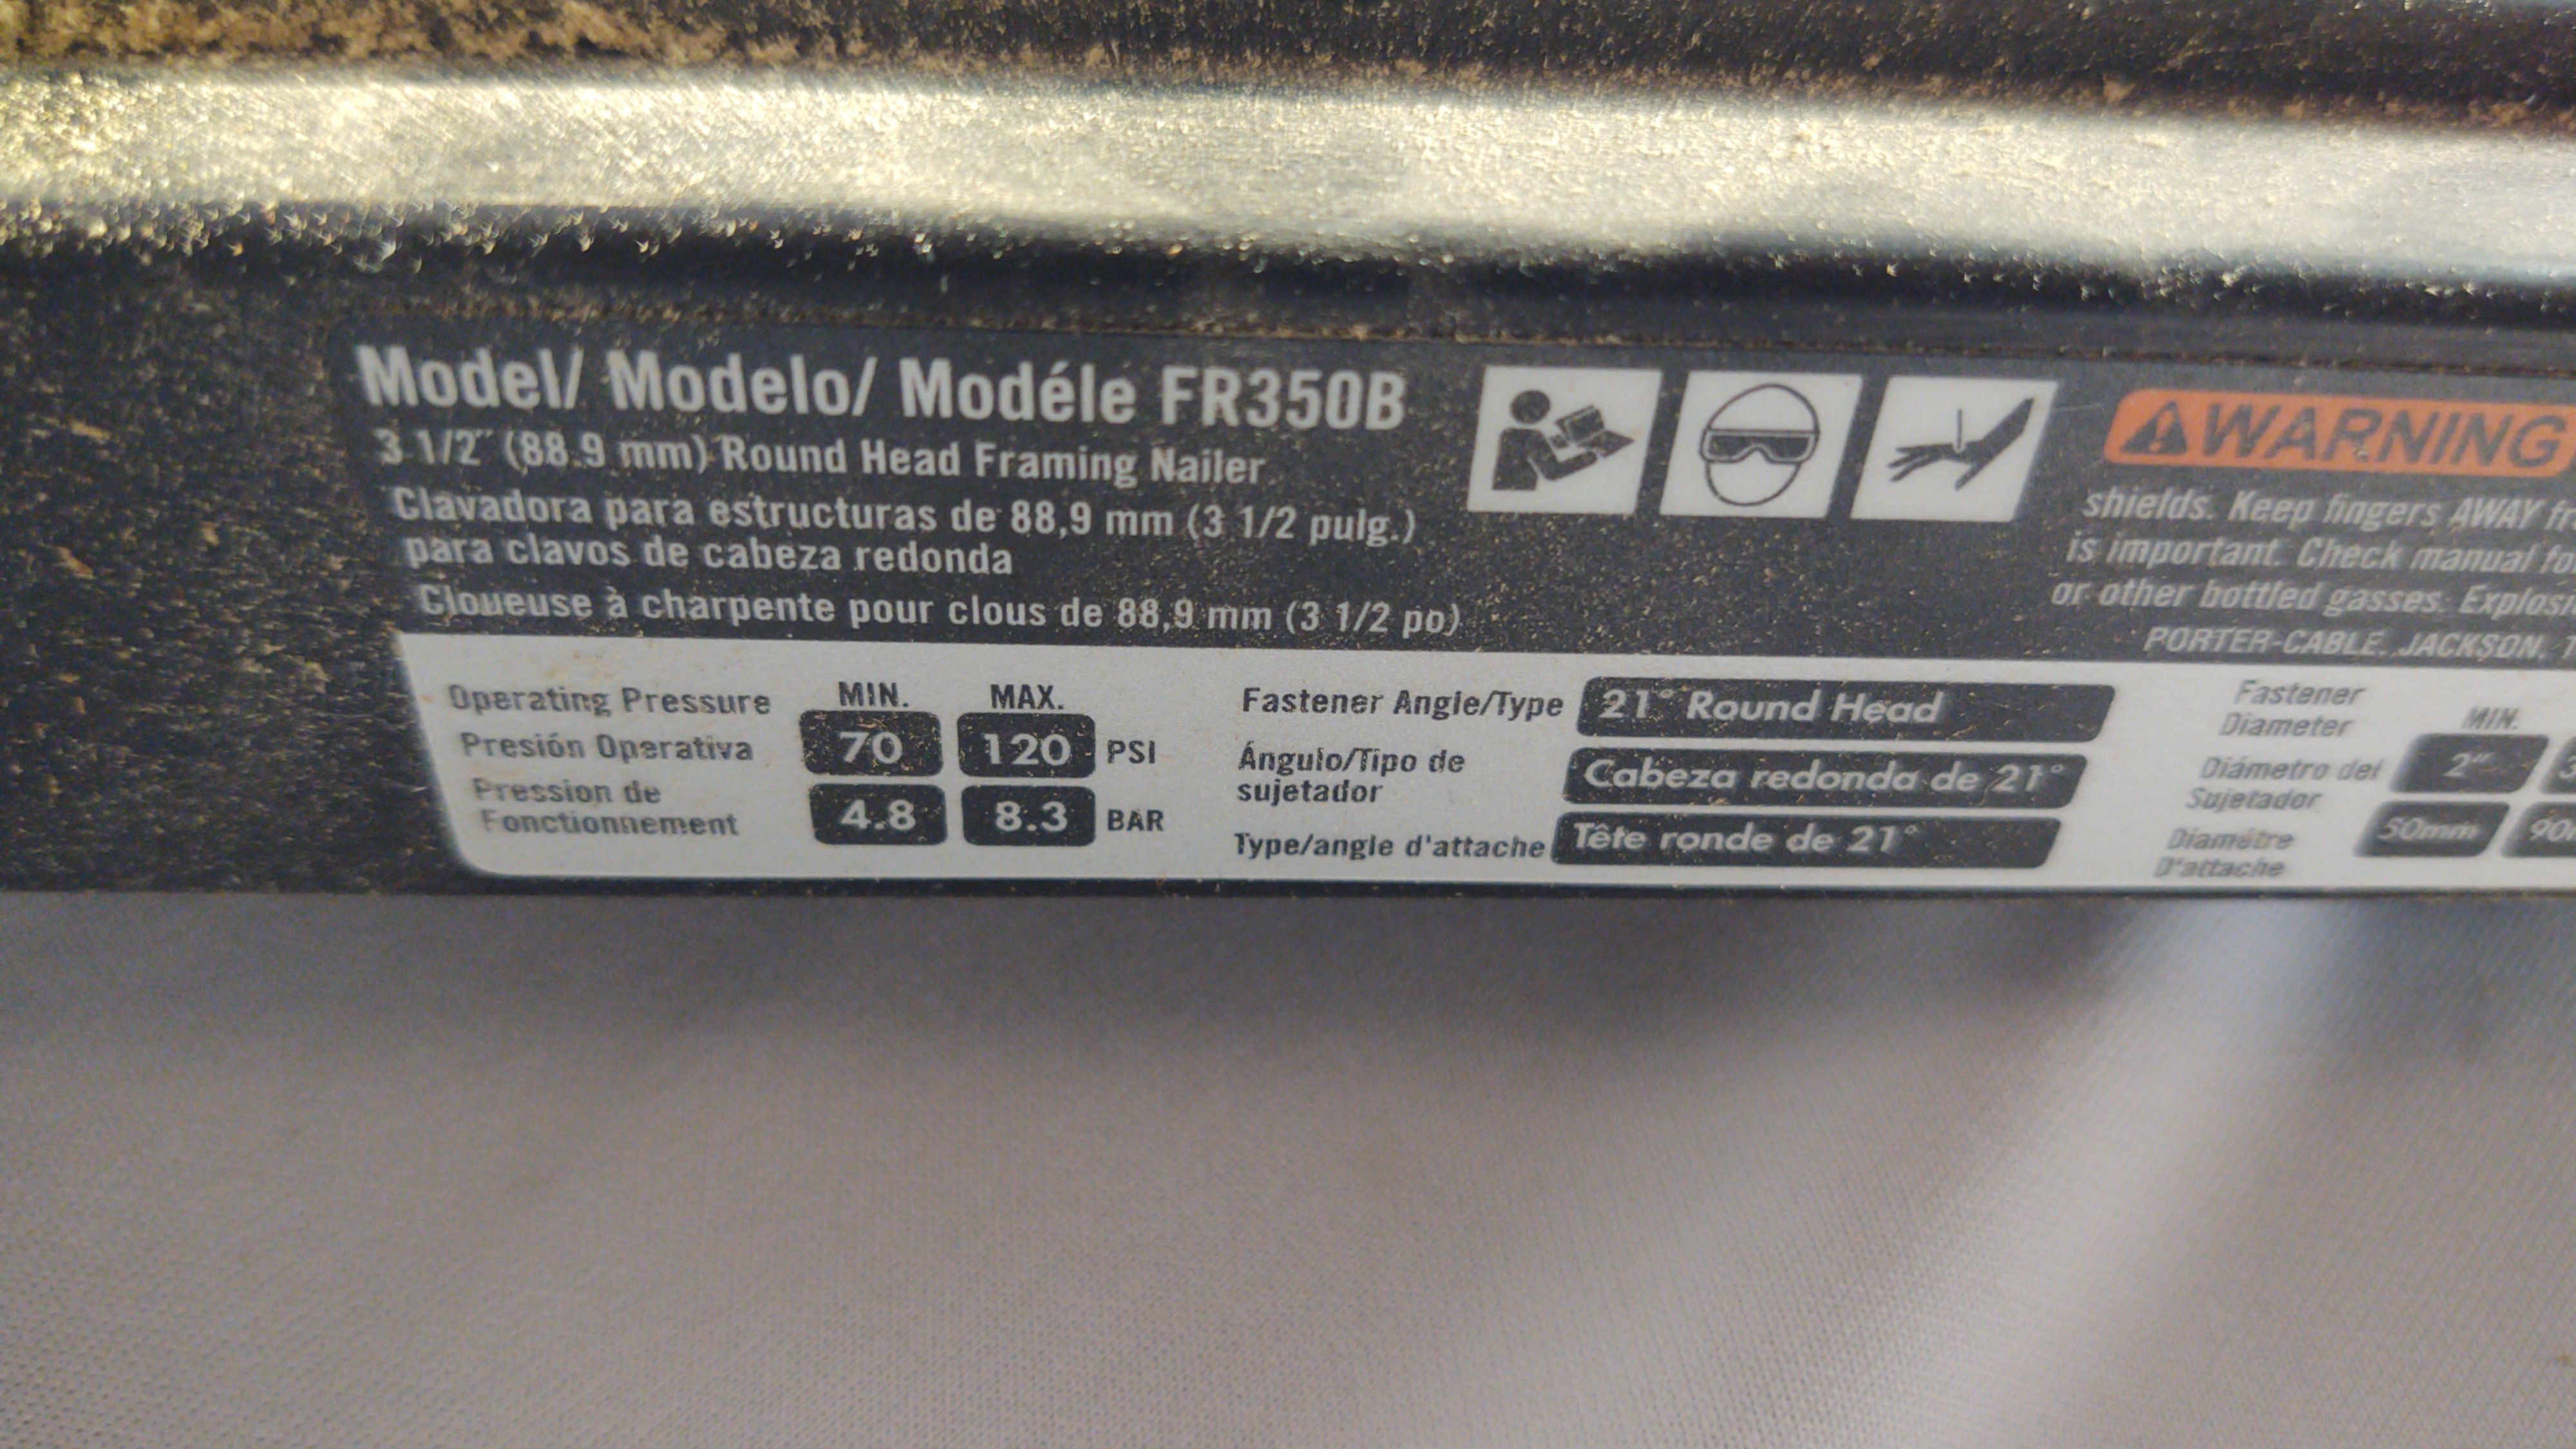 Model/ Modelo/ Modéle FR350B
3 1/2" (88.9 mm) Round Head Framing Nailer
Clavadora para estructuras de 88,9 mm (3 1/2 pulg.)
para clavos de cabeza redonda
Cloueuse à charpente pour clous de 88,9 mm (3 1/2 po)
WARNING
shields. Keep fingers AWAY
is important. Check manual
or other bottled gasses.
PORTER-CABLE, JACKSON,
Operating Pressure
Presión Operativa
Pression de
Fonctionnement
MIN. MAX.
70 120 PSI
4.8 8.3 BAR
Fastener Angle/Type 21° Round Head
Ángulo/Tipo de
sujetador
Cabeza redonda de 21°
Type/angle d'attache Tête ronde de 21°
Fastener
Diameter
Diámetro del
Sujetador
Diamétre
D'attache
MIN.
2"
50mm